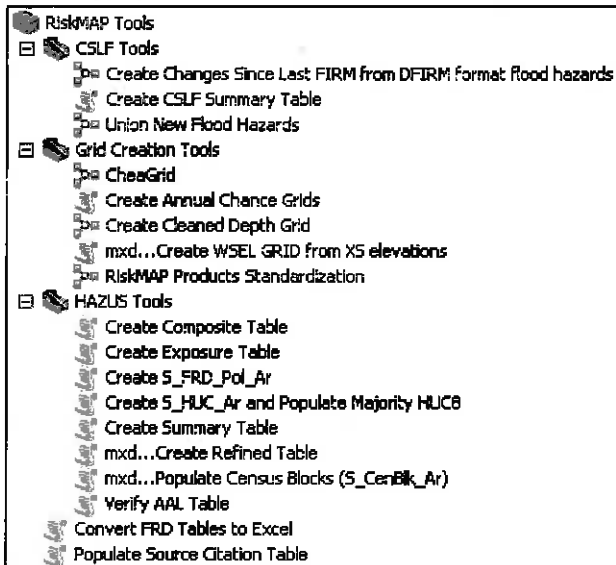 RiskMAP Tools
CSLF Tools
Create Changes Since Last FIRM from DFIRM format flood hazards
Create CSLF Summary Table
Union New Flood Hazards
Grid Creation Tools
CheaGrid
Create Annual Chance Grids
Create Cleaned Depth Grid
mxd...Create WSEL GRID from XS elevations
RiskMAP Products Standardization
HAZUS Tools
Create Composite Table
Create Exposure Table
Create S_FRD_Pol_Ar
Create S_HUC_Ar and Populate Majority HUC8
Create Summary Table
mxd...Create Refined Table
mxd...Populate Census Blocks (S_CenBlk_Ar)
Verify AAL Table
Convert FRD Tables to Excel
Populate Source Citation Table